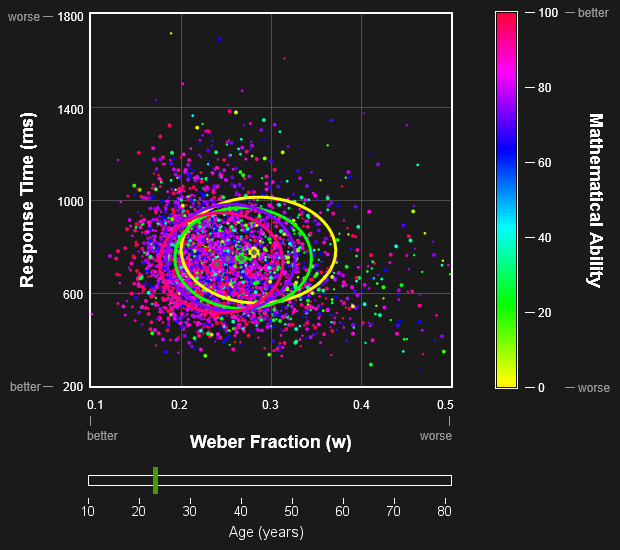 worse
1800
1400
1000
600
200
better
Response Time (ms)
0.1 0.2 0.3 0.4 0.5
better
worse
Weber Fraction (w)
10 20 30 40 50 60 70 80
Age (years)
100
80
60
40
20
0
better
worse
Mathematical Ability